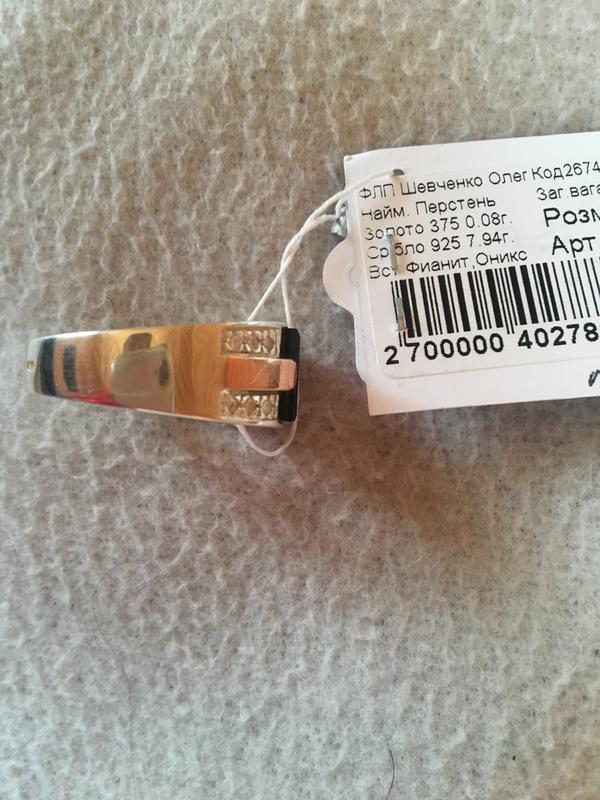 ФЛП Шевченко Олег Код2674
Найм. Перстень Заг.вага
Золото 375 0.08г. Розм
Срібло 925 7.94г. Арт
Вст Фианит,Оникс
2 700000 40278